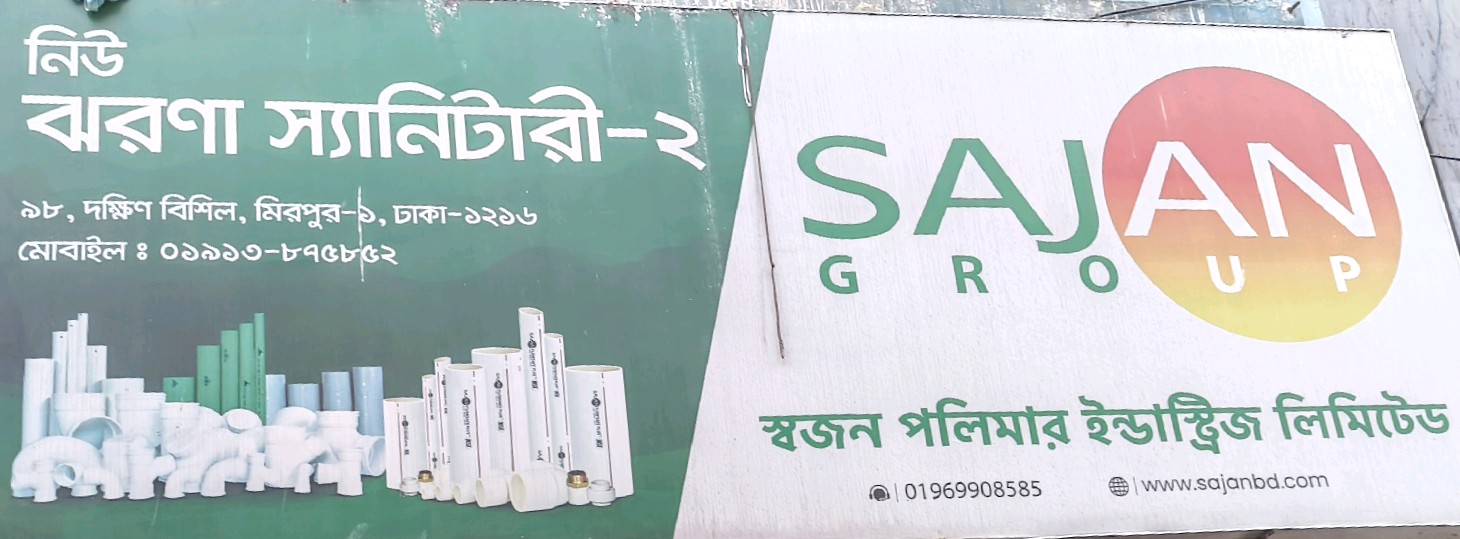 নিউ
ঝরণা স্যানিটারী-২
৯৮, দক্ষিণ বিশিল, মিরপুর-১, ঢাকা-১২১৬
মোবাইল ঃ ০১৯১৩-৮৭৫৮৫২
SAJAN
GROUP
স্বজন পলিমার ইন্ডাস্ট্রিজ লিমিটেড
01969908585
www.sajanbd.com